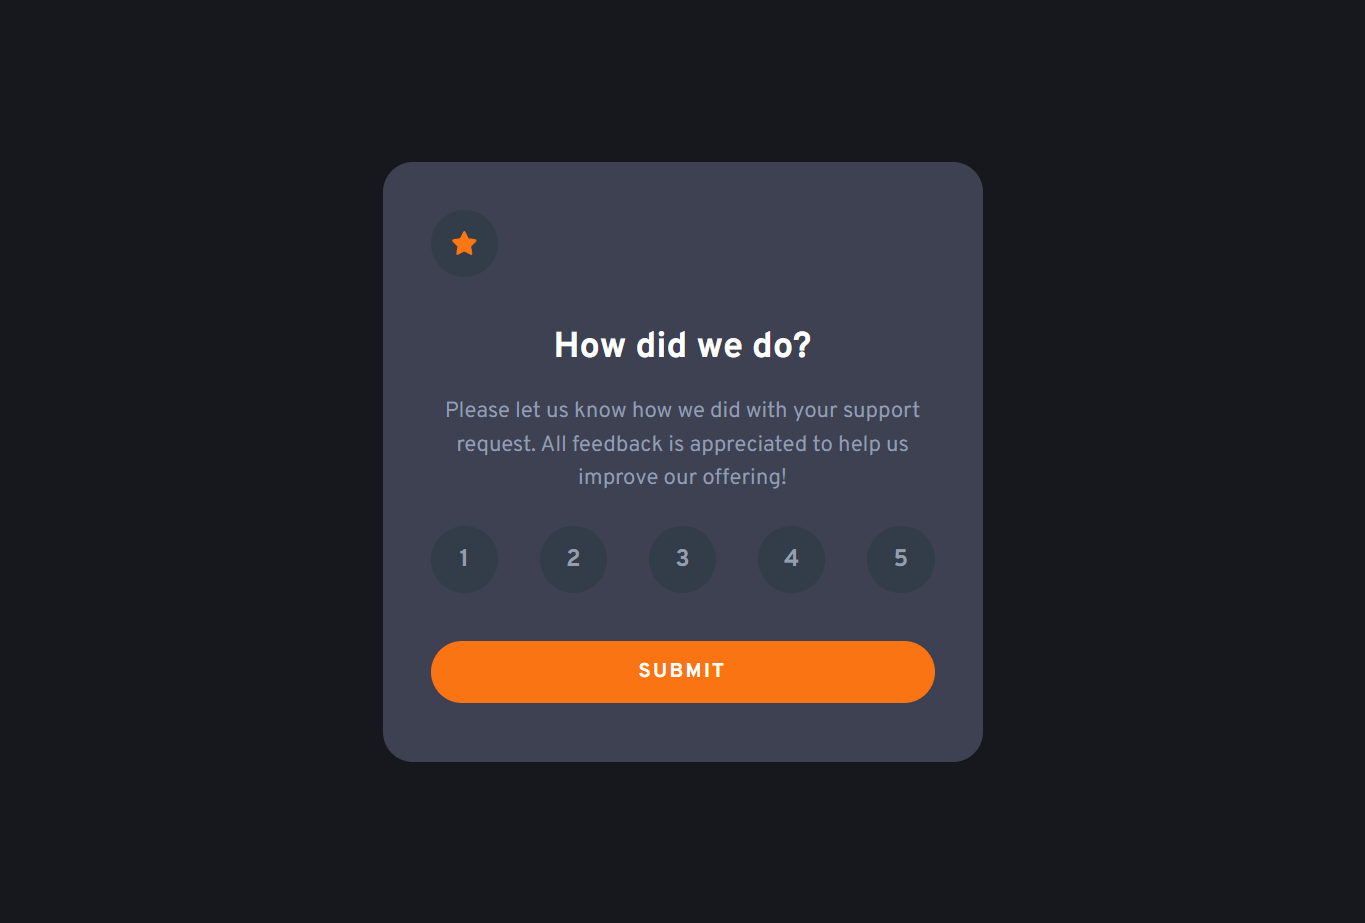 How did we do?
Please let us know how we did with your support
request. All feedback is appreciated to help us
improve our offering!
1 2 3 4 5
SUBMIT